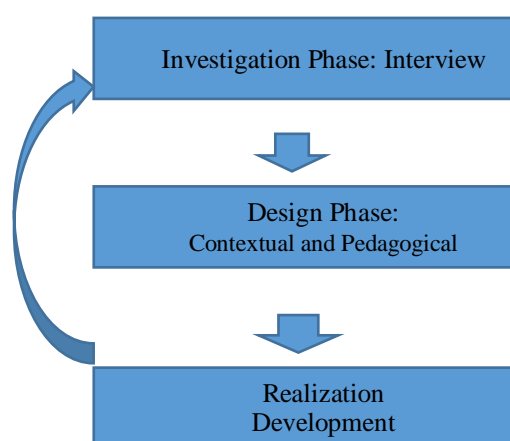 Investigation Phase: Interview
Design Phase:
Contextual and Pedagogical
Realization
Development